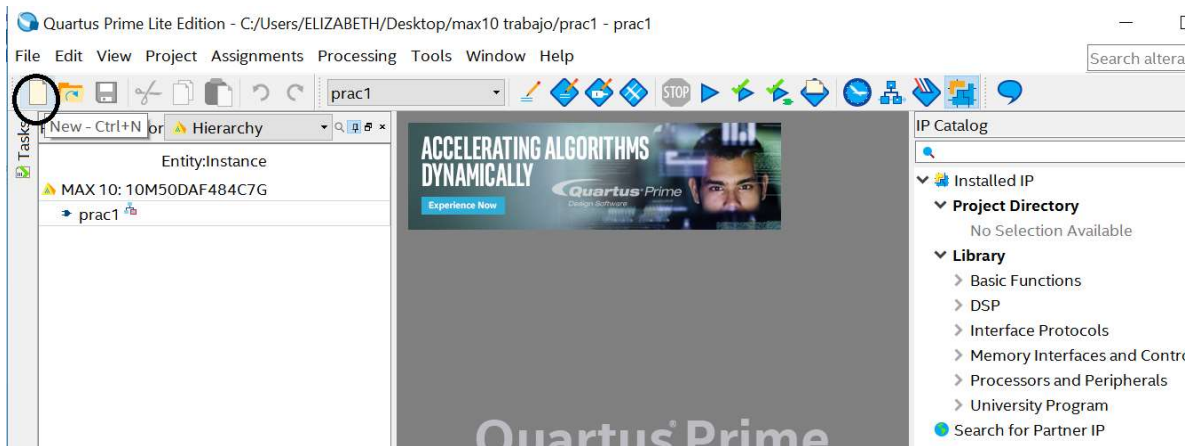 Quartus Prime Lite Edition - C:/Users/ELIZABETH/Desktop/max10 trabajo/prac1 - prac1
File Edit View Project Assignments Processing Tools Window Help
Search altera
prac1
STOP
New - Ctrl+N
or Hierarchy
Tasks
Entity:Instance
MAX 10: 10M50DAF484C7G
prac1
ACCELERATING ALGORITHMS
DYNAMICALLY
Quartus Prime
Design Software
Experience Now
Quartus Prime
IP Catalog
Installed IP
Project Directory
No Selection Available
Library
Basic Functions
DSP
Interface Protocols
Memory Interfaces and Contro
Processors and Peripherals
University Program
Search for Partner IP